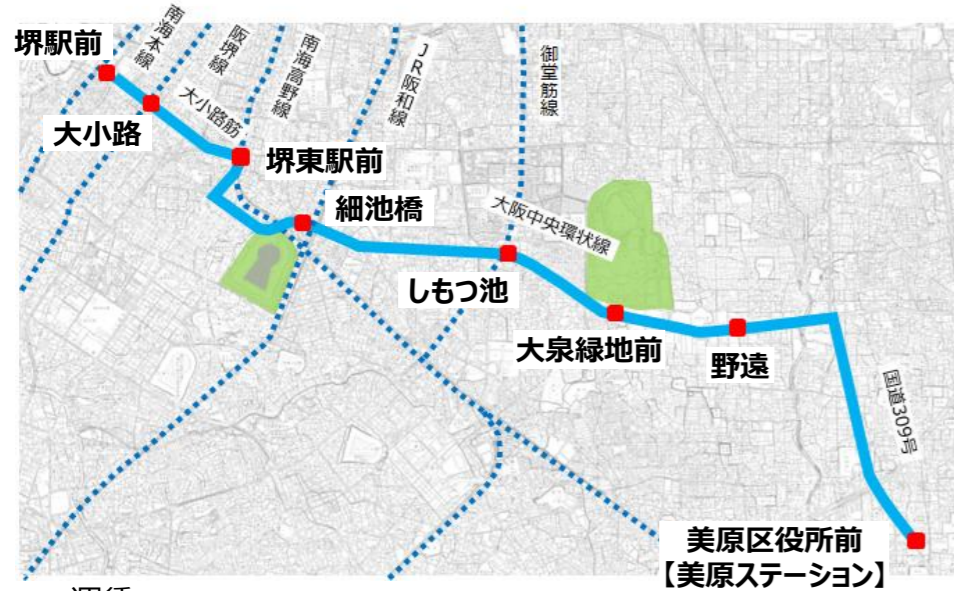 堺駅前
南海本線
阪堺線
南海高野線
JR阪和線
御堂筋線
大小路
大小路筋
堺東駅前
細池橋
大阪中央環状線
しもつ池
大泉緑地前
野遠
国道309号
美原区役所前
【美原ステーション】